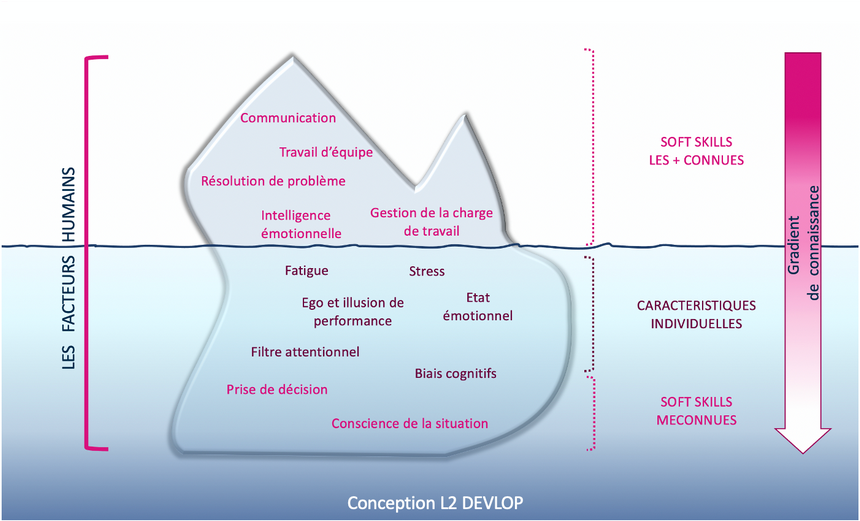 LES FACTEURS HUMAINS
Communication
Travail d'équipe
Résolution de problème
Intelligence
émotionnelle
Gestion de la charge
de travail
Fatigue
Stress
Ego et illusion de
performance
Etat
émotionnel
Filtre attentionnel
Biais cognitifs
Prise de décision
Conscience de la situation
SOFT SKILLS
LES + CONNUES
CARACTERISTIQUES
INDIVIDUELLES
SOFT SKILLS
MECONNUES
Gradient
de connaissance
Conception L2 DEVLOP